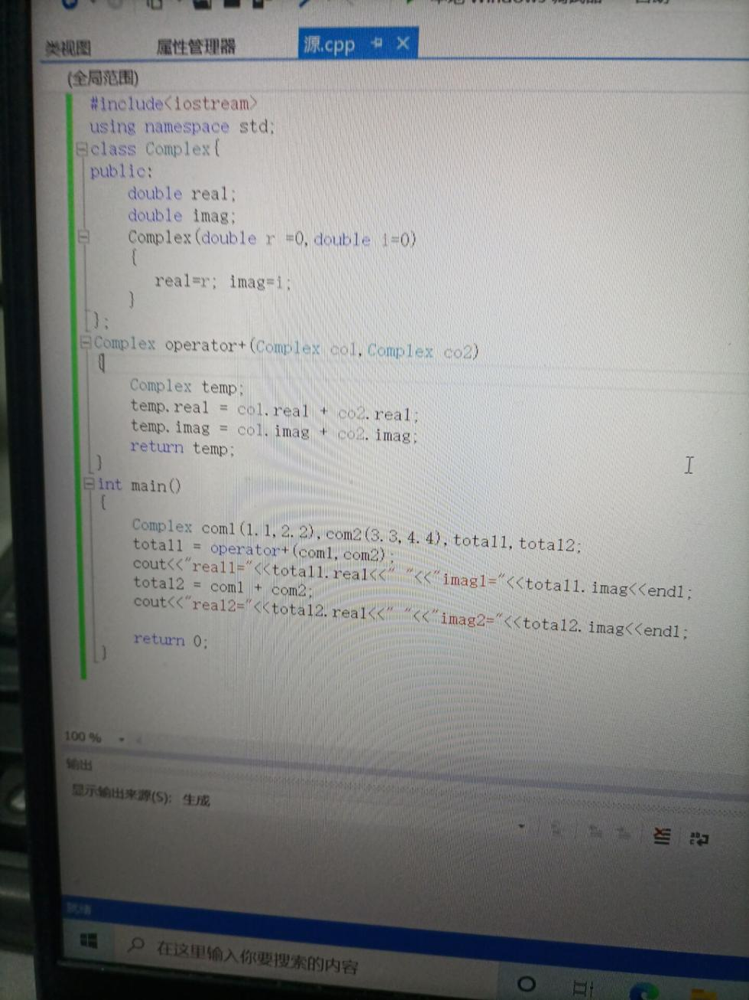 类视图 属性管理器 源.cpp
(全局范围)
#include<iostream>
using namespace std;
class Complex{
public:
double real;
double imag;
Complex(double r =0,double i=0)
{
real=r; imag=i;
}
};
Complex operator+(Complex co1,Complex co2)
{
Complex temp;
temp.real = co1.real + co2.real;
temp.imag = co1.imag + co2.imag;
return temp;
}
int main()
{
Complex com1(1.1,2.2),com2(3.3,4.4),total1,total2;
total1 = operator+(com1,com2);
cout<<"real1="<<total1.real<<" "<<"imag1="<<total1.imag<<endl;
total2 = com1 + com2;
cout<<"real2="<<total2.real<<" "<<"imag2="<<total2.imag<<endl;
return 0;
}
100 %
输出
显示输出来源(S): 生成
就绪
在这里输入你要搜索的内容